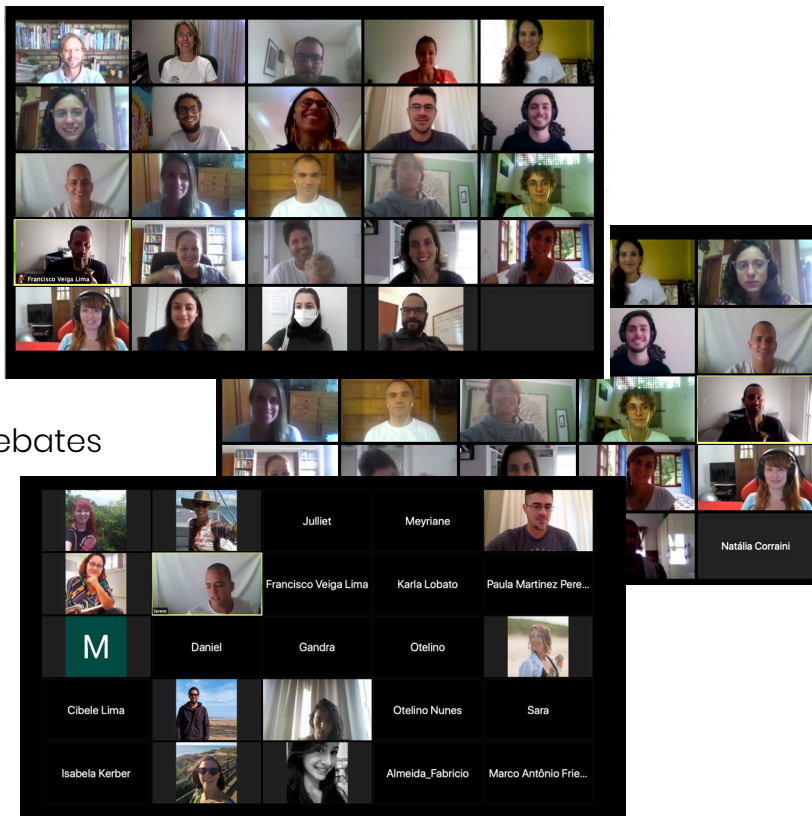 Francisco Veiga Lima
ebates
Natália Corraini
Julliet
Meyriane
Sereno
Francisco Veiga Lima
Karla Lobato
Paula Martinez Pere...
M
Daniel
Gandra
Otelino
Cibele Lima
Otelino Nunes
Sara
Isabela Kerber
Almeida_Fabricio
Marco Antônio Frie...